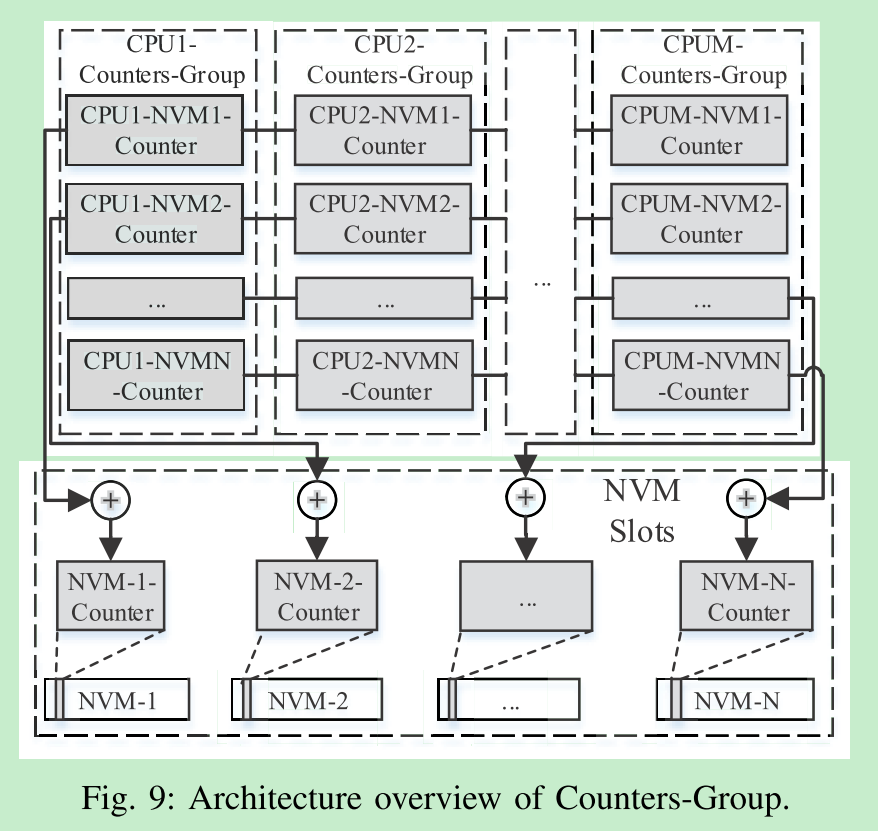 CPU1-
Counters-Group
CPU2-
Counters-Group
CPUM-
Counters-Group
CPU1-NVM1-
Counter
CPU2-NVM1-
Counter
CPUM-NVM1-
Counter
CPU1-NVM2-
Counter
CPU2-NVM2-
Counter
CPUM-NVM2-
Counter
...
...
...
...
CPU1-NVMN
-Counter
CPU2-NVMN
-Counter
CPUM-NVMN
-Counter
+
+
+
+
NVM
Slots
NVM-1-
Counter
NVM-2-
Counter
...
NVM-N-
Counter
NVM-1
NVM-2
...
NVM-N
Fig. 9: Architecture overview of Counters-Group.